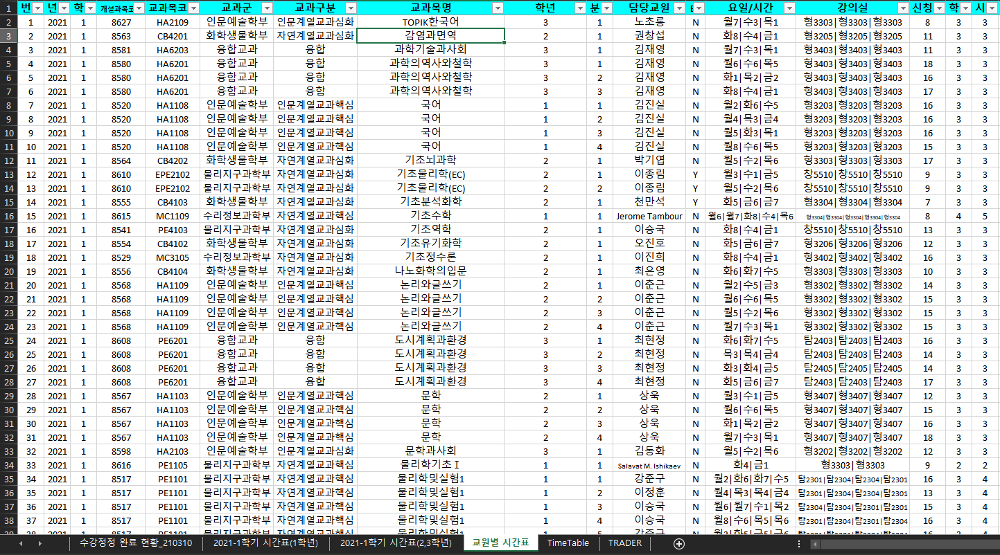 1 번 년 학 개설과목코 교과목코 교과군 교과구분 교과목명 학년 분 담당교원 E 요일/시간 강의실 신청 학 시
2 1 2021 1 8627 HA2109 인문예술학부 인문계열교과심화 TOPIK한국어 3 1 노초롱 N 월7|수3|목1 형3303|형3303|형3303 8 3 3
3 2 2021 1 8563 CB4201 화학생물학부 자연계열교과심화 감염과면역 2 1 권창섭 N 화8|수4|금1 형3205|형3205|형3205 11 3 3
4 3 2021 1 8581 HA6203 융합교과 융합 과학기술과사회 3 1 김재영 N 월7|수3|목1 형3403|형3403|형3403 11 3 3
5 4 2021 1 8580 HA6201 융합교과 융합 과학의역사와철학 3 1 김재영 N 월6|수6|목5 형3403|형3403|형3403 18 3 3
6 5 2021 1 8580 HA6201 융합교과 융합 과학의역사와철학 3 2 김재영 N 화1|목2|금2 형3403|형3403|형3403 16 3 3
7 6 2021 1 8580 HA6201 융합교과 융합 과학의역사와철학 3 3 김재영 N 화8|수4|금1 형3403|형3403|형3403 17 3 3
8 7 2021 1 8520 HA1108 인문예술학부 인문계열교과핵심 국어 1 1 김진실 N 월2|화6|수5 형3203|형3203|형3203 16 3 3
9 8 2021 1 8520 HA1108 인문예술학부 인문계열교과핵심 국어 1 2 김진실 N 월4|목3|금4 형3203|형3203|형3203 16 3 3
10 9 2021 1 8520 HA1108 인문예술학부 인문계열교과핵심 국어 1 3 김진실 N 월5|화3|목1 형3203|형3203|형3203 16 3 3
11 10 2021 1 8520 HA1108 인문예술학부 인문계열교과핵심 국어 1 4 김진실 N 월8|수6|목5 형3203|형3203|형3203 15 3 3
12 11 2021 1 8564 CB4202 화학생물학부 자연계열교과심화 기초뇌과학 2 1 박기엽 N 월5|수2|목6 형3303|형3303|형3303 17 3 3
13 12 2021 1 8610 EPE2102 물리지구과학부 자연계열교과심화 기초물리학(EC) 2 1 이종림 Y 월3|수1|금5 창5510|창5510|창5510 9 3 3
14 13 2021 1 8610 EPE2102 물리지구과학부 자연계열교과심화 기초물리학(EC) 2 2 이종림 Y 월5|수2|목6 창5510|창5510|창5510 9 3 3
15 14 2021 1 8555 CB4103 화학생물학부 자연계열교과심화 기초분석화학 2 1 천만석 Y 화5|금6|금7 형3304|형3304|형3304 7 3 3
16 15 2021 1 8615 MC1109 수리정보과학부 자연계열교과핵심 기초수학 1 1 Jerome Tambour N 월6|월7|화8|수4|목6 형3304|형3304|형3304|형3304|형3304 8 4 5
17 16 2021 1 8541 PE4103 물리지구과학부 자연계열교과심화 기초역학 2 1 이승국 N 화8|수4|금1 창5510|창5510|창5510 13 3 3
18 17 2021 1 8554 CB4102 화학생물학부 자연계열교과심화 기초유기화학 2 1 오진호 N 화5|금6|금7 형3206|형3206|형3206 12 3 3
19 18 2021 1 8529 MC3105 수리정보과학부 자연계열교과심화 기초정수론 2 1 이진희 N 화8|수4|금1 형3402|형3402|형3402 16 3 3
20 19 2021 1 8556 CB4104 화학생물학부 자연계열교과심화 나노화학의입문 2 1 최은영 N 화6|화7|수5 형3303|형3303|형3303 10 3 3
21 20 2021 1 8568 HA1109 인문예술학부 인문계열교과핵심 논리와글쓰기 2 1 이준근 N 월2|수5|금3 형3302|형3302|형3302 14 3 3
22 21 2021 1 8568 HA1109 인문예술학부 인문계열교과핵심 논리와글쓰기 2 2 이준근 N 월6|수6|목5 형3302|형3302|형3302 15 3 3
23 22 2021 1 8568 HA1109 인문예술학부 인문계열교과핵심 논리와글쓰기 2 3 이준근 N 월5|수2|목6 형3302|형3302|형3302 15 3 3
24 23 2021 1 8568 HA1109 인문예술학부 인문계열교과핵심 논리와글쓰기 2 4 이준근 N 월7|수3|목1 형3302|형3302|형3302 15 3 3
25 24 2021 1 8608 PE6201 융합교과 융합 도시계획과환경 3 1 최현정 N 화6|화7|수5 탐2403|탐2403|탐2403 16 3 3
26 25 2021 1 8608 PE6201 융합교과 융합 도시계획과환경 3 2 최현정 N 목3|목4|금4 탐2403|탐2403|탐2403 14 3 3
27 26 2021 1 8608 PE6201 융합교과 융합 도시계획과환경 3 3 최현정 N 화3|화4|금5 탐2405|탐2405|탐2405 14 3 3
28 27 2021 1 8608 PE6201 융합교과 융합 도시계획과환경 3 4 최현정 N 화5|금6|금7 탐2403|탐2403|탐2403 17 3 3
29 28 2021 1 8567 HA1103 인문예술학부 인문계열교과핵심 문학 2 1 상욱 N 월3|수1|금5 형3407|형3407|형3407 12 3 3
30 29 2021 1 8567 HA1103 인문예술학부 인문계열교과핵심 문학 2 2 상욱 N 월6|수6|목5 형3407|형3407|형3407 15 3 3
31 30 2021 1 8567 HA1103 인문예술학부 인문계열교과핵심 문학 2 3 상욱 N 화1|목2|금2 형3407|형3407|형3407 16 3 3
32 31 2021 1 8567 HA1103 인문예술학부 인문계열교과핵심 문학 2 4 상욱 N 월7|수3|목1 형3407|형3407|형3407 18 3 3
33 32 2021 1 8598 HA2103 인문예술학부 인문계열교과심화 문학과사회 3 1 김동화 N 월5|수2|목6 형3202|형3202|형3202 12 3 3
34 33 2021 1 8616 PE1105 물리지구과학부 자연계열교과핵심 물리학기초Ⅰ 1 1 Salavat M. Ishikaev N 화4|금1 형3303|형3303 9 2 2
35 34 2021 1 8517 PE1101 물리지구과학부 자연계열교과핵심 물리학및실험1 1 1 강준구 N 월2|화6|화7|수5 탐2301|탐2304|탐2304|탐2301 16 3 4
36 35 2021 1 8517 PE1101 물리지구과학부 자연계열교과핵심 물리학및실험1 1 2 이정훈 N 월4|목3|목4|금4 탐2301|탐2304|탐2304|탐2301 13 3 4
37 36 2021 1 8517 PE1101 물리지구과학부 자연계열교과핵심 물리학및실험1 1 3 이승국 N 월6|월7|수1|목2 탐2304|탐2304|탐2301|탐2301 15 3 4
38 37 2021 1 8517 PE1101 물리지구과학부 자연계열교과핵심 물리학및실험1 1 4 이승국 N 월8|수6|목5|목6 탐2301|탐2301|탐2304|탐2304 16 3 4
수강정정 완료 현황_210310 2021-1학기 시간표(1학년) 2021-1학기 시간표(2,3학년) 교원별 시간표 TimeTable TRADER